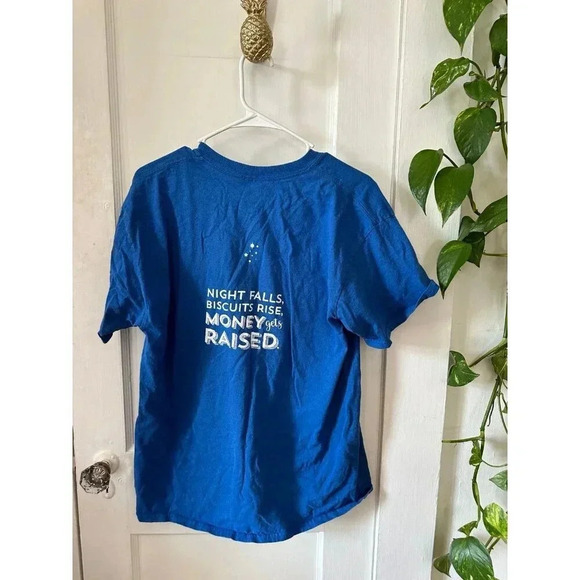 NIGHT FALLS,
BISCUITS RISE,
MONEY gets
RAISED.